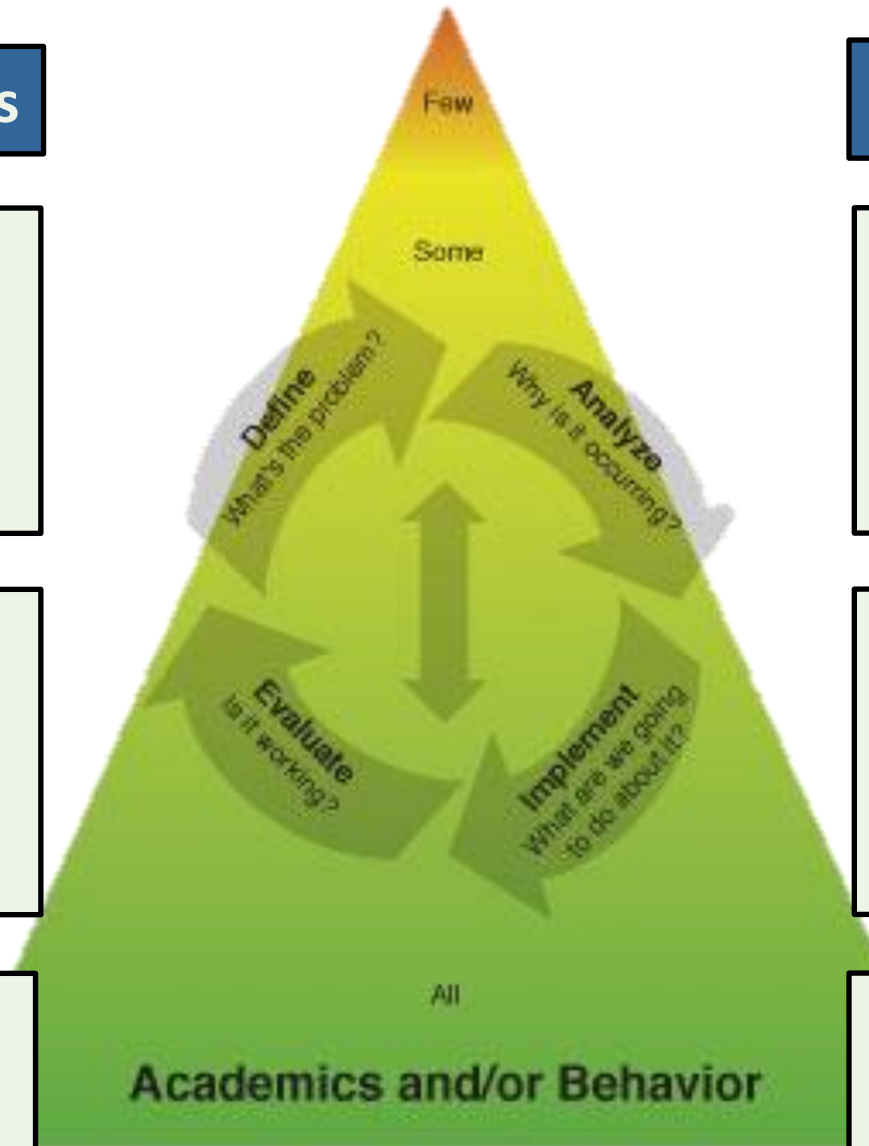 s
Few
Some
Define
What's the problem?
Analyze
Why is it occurring?
Evaluate
Is it working?
Implement
What are we going
to do about it?
All
Academics and/or Behavior